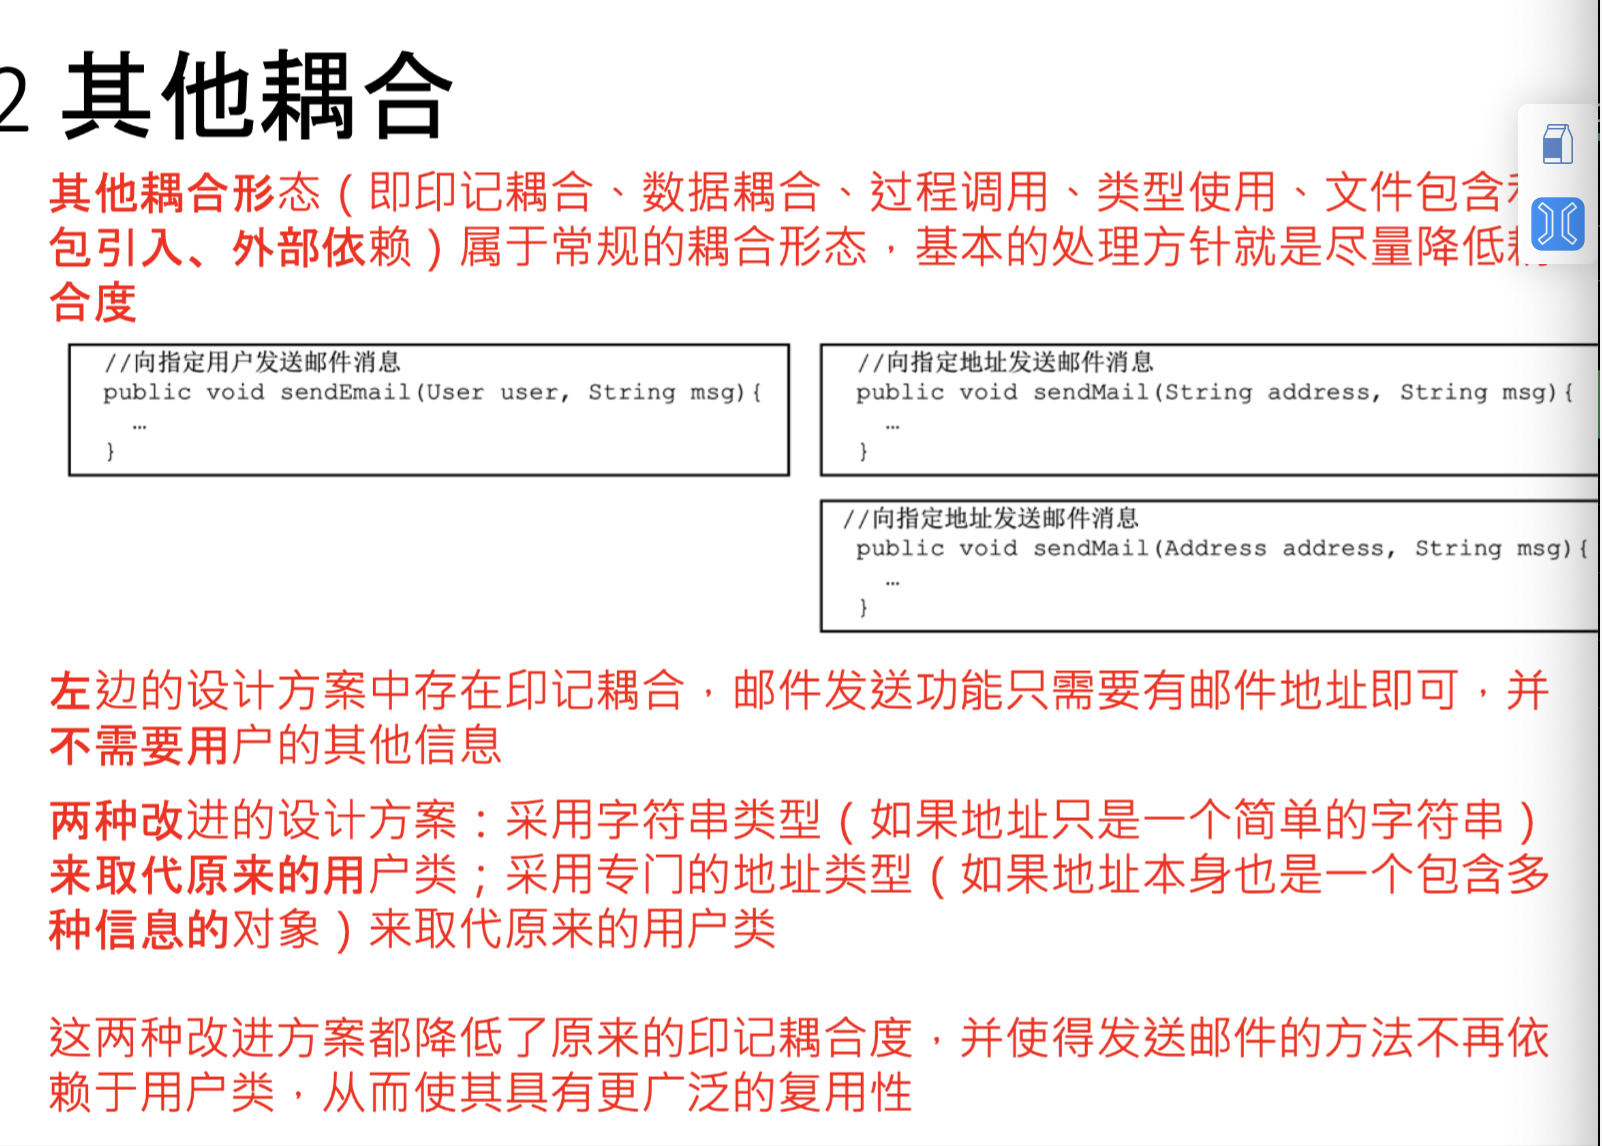 2 其他耦合
其他耦合形态（即印记耦合、数据耦合、过程调用、类型使用、文件包含
包引入、外部依赖）属于常规的耦合形态，基本的处理方针就是尽量降低
合度
//向指定用户发送邮件消息
public void sendEmail(User user, String msg){
…
}
//向指定地址发送邮件消息
public void sendMail(String address, String msg){
…
}
//向指定地址发送邮件消息
public void sendMail(Address address, String msg){
…
}
左边的设计方案中存在印记耦合，邮件发送功能只需要有邮件地址即可，并
不需要用户的其他信息
两种改进的设计方案：采用字符串类型（如果地址只是一个简单的字符串）
来取代原来的用户类；采用专门的地址类型（如果地址本身也是一个包含多
种信息的对象）来取代原来的用户类
这两种改进方案都降低了原来的印记耦合度，并使得发送邮件的方法不再依
赖于用户类，从而使其具有更广泛的复用性